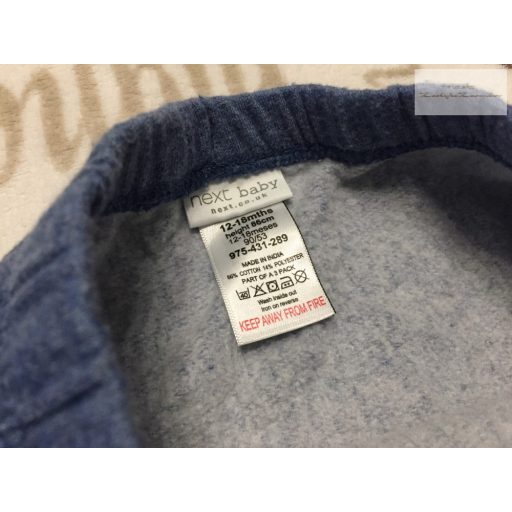 next baby
next.co.uk
12-18mths
height 86cm
12-18meses
90/53
975-431-289
MADE IN INDIA
86% COTTON 14% POLYESTER
PART OF A 3 PACK
40
Wash inside out
Iron on reverse
KEEP AWAY FROM FIRE